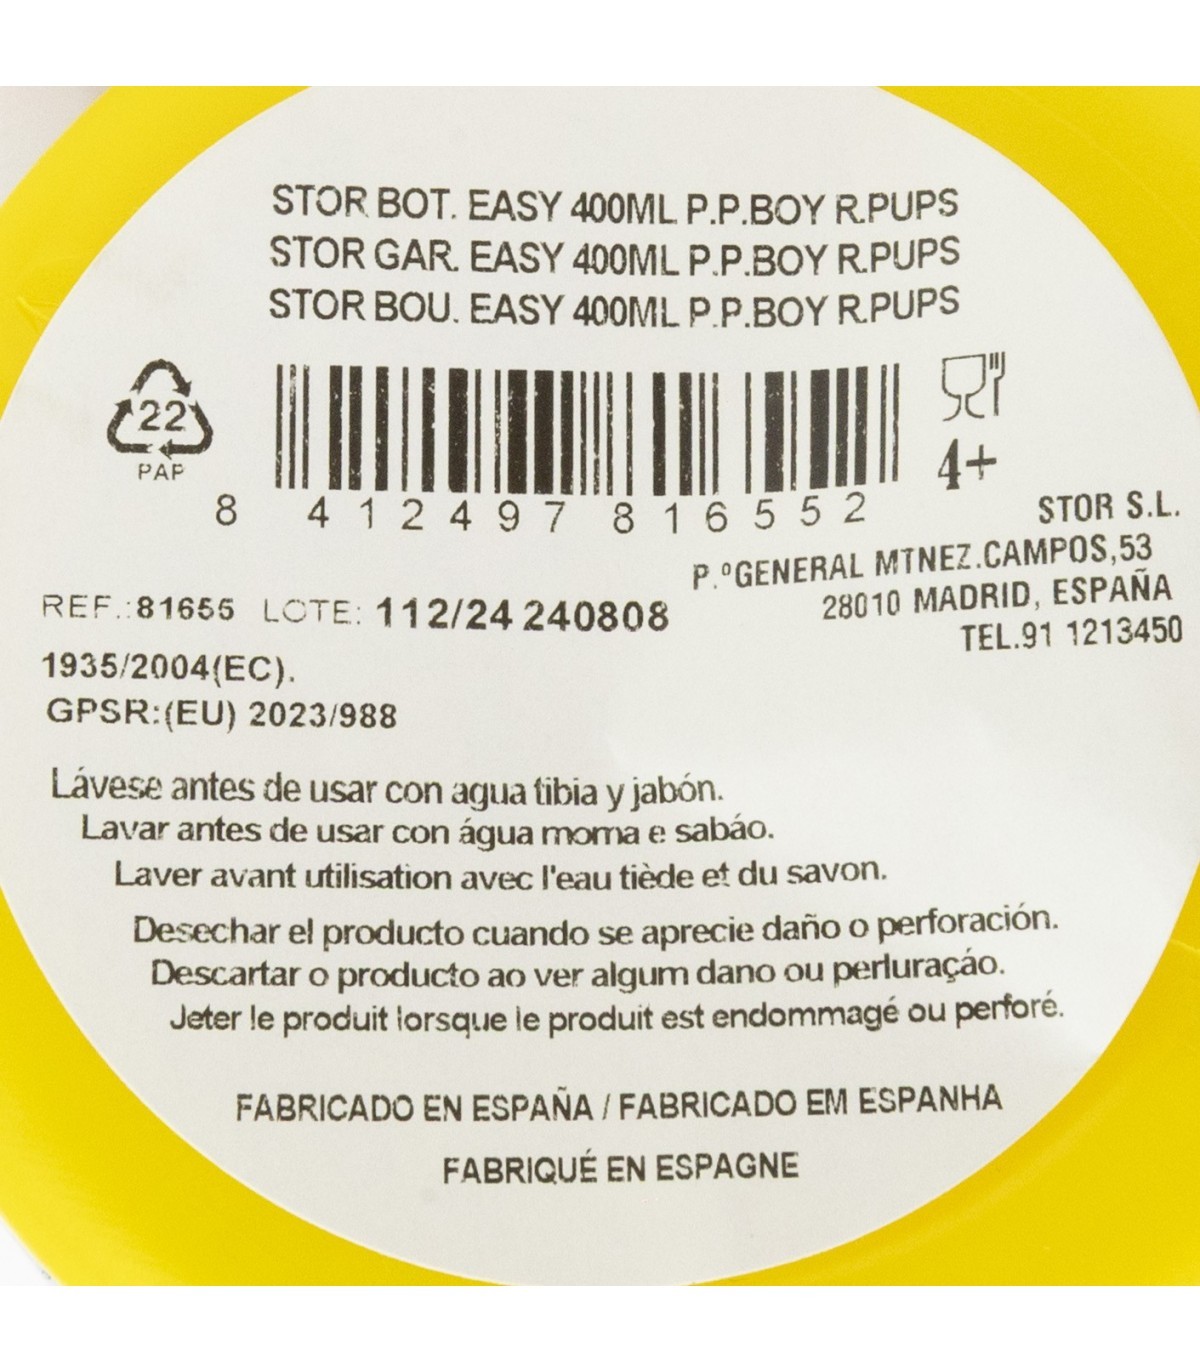 STOR BOT. EASY 400ML P.P.BOY R.PUPS
STOR GAR. EASY 400ML P.P.BOY R.PUPS
STOR BOU. EASY 400ML P.P.BOY R.PUPS
22
PAP
8 412497 816552
4+
STOR S.L.
P.ºGENERAL MTNEZ.CAMPOS,53
28010 MADRID, ESPAÑA
TEL.91 1213450
REF.:81655 LOTE: 112/24 240808
1935/2004(EC).
GPSR:(EU) 2023/988
Lávese antes de usar con agua tibia y jabón.
Lavar antes de usar con água morna e sabáo.
Laver avant utilisation avec l'eau tiède et du savon.
Desechar el producto cuando se aprecie daño o perforación.
Descartar o producto ao ver algum dano ou perfuraçáo.
Jeter le produit lorsque le produit est endommagé ou perforé.
FABRICADO EN ESPAÑA / FABRICADO EM ESPANHA
FABRIQUÉ EN ESPAGNE